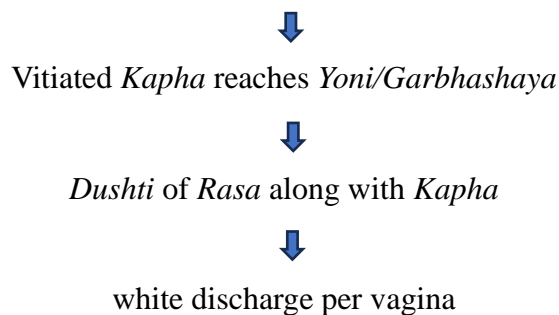 Vitiated Kapha reaches Yoni/Garbhashaya
Dushti of Rasa along with Kapha
white discharge per vagina